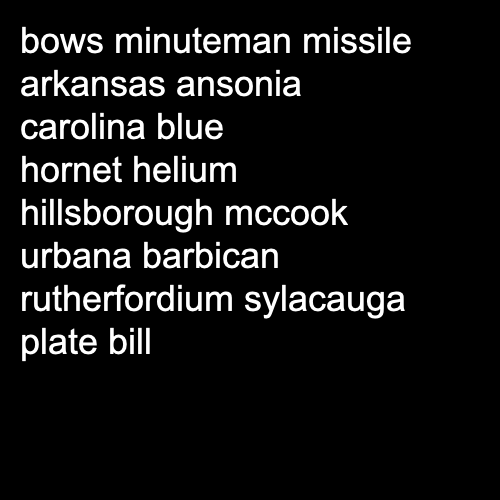 bows minuteman missile
arkansas ansonia
carolina blue
hornet helium
hillsborough mccook
urbana barbican
rutherfordium sylacauga
plate bill